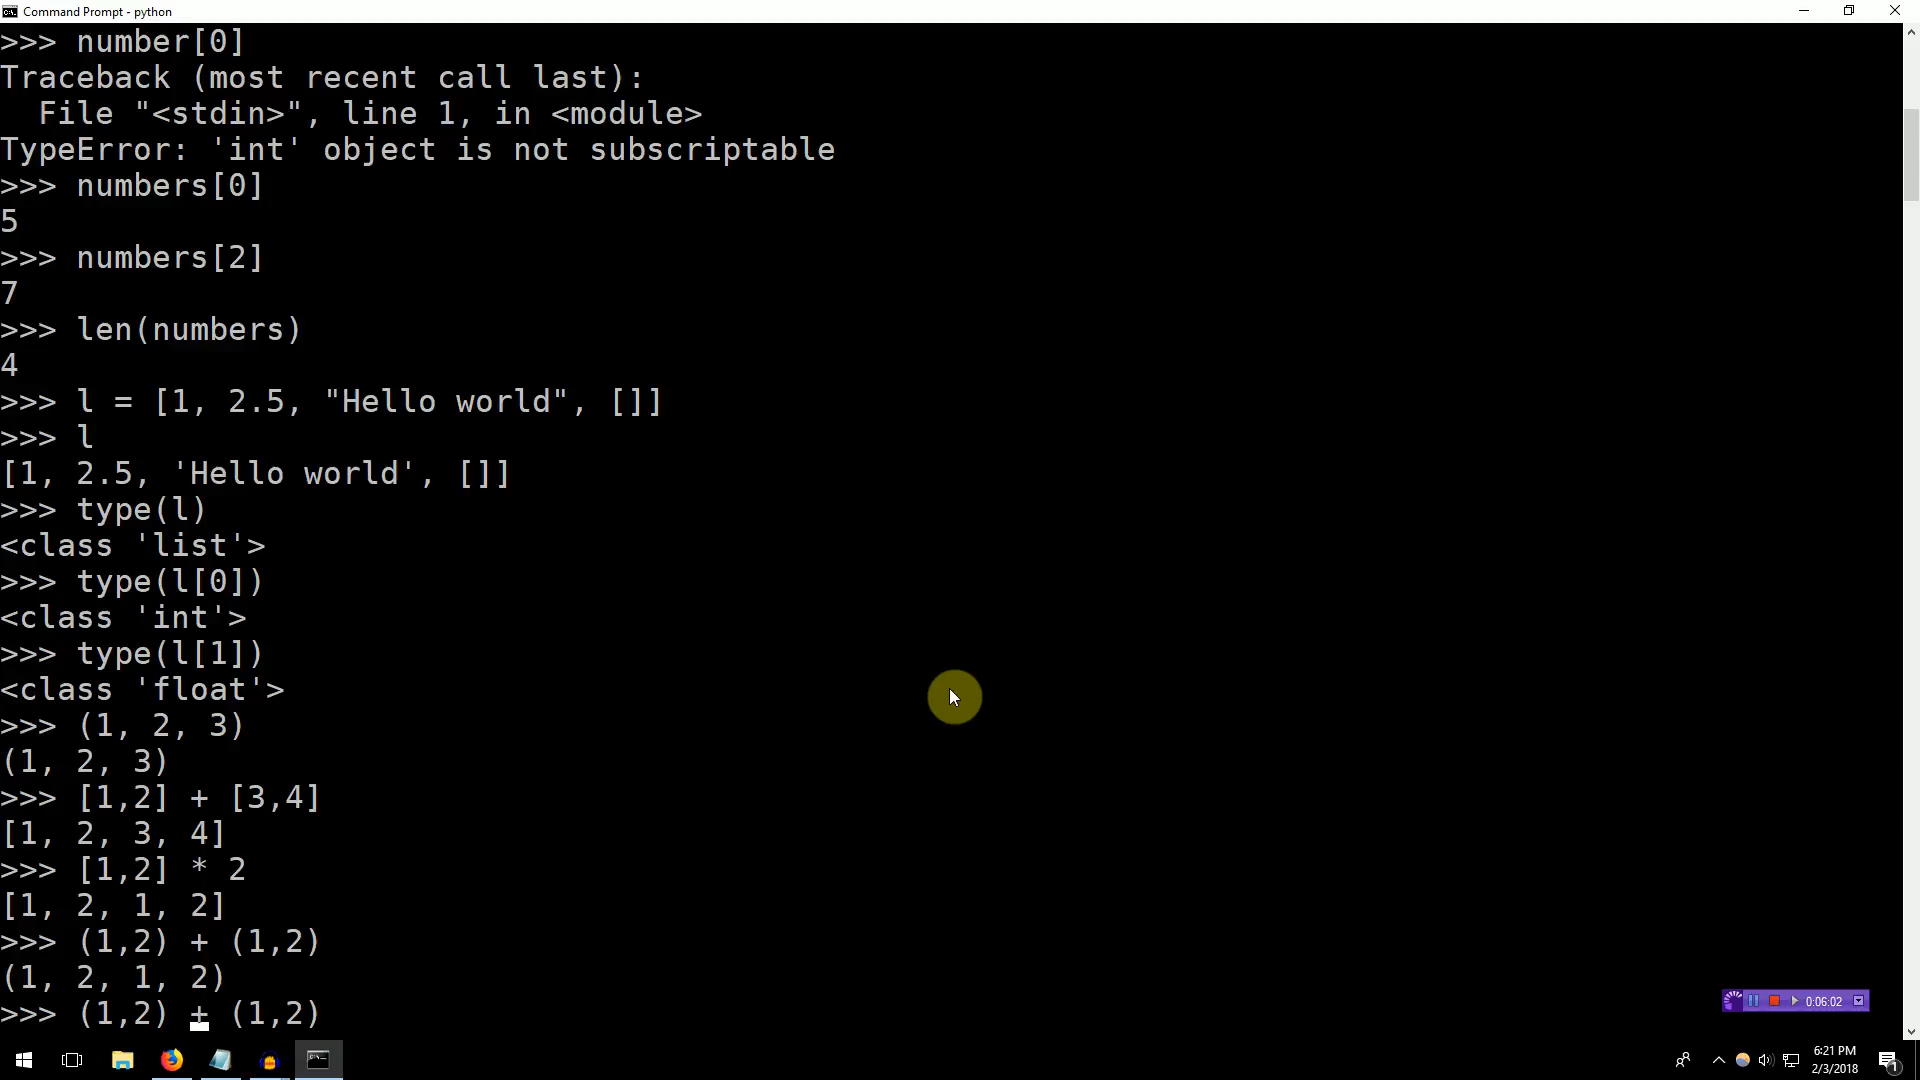 Command Prompt - python
>>> number[0]
Traceback (most recent call last):
  File "<stdin>", line 1, in <module>
TypeError: 'int' object is not subscriptable
>>> numbers[0]
5
>>> numbers[2]
7
>>> len(numbers)
4
>>> l = [1, 2.5, "Hello world", []]
>>> l
[1, 2.5, 'Hello world', []]
>>> type(l)
<class 'list'>
>>> type(l[0])
<class 'int'>
>>> type(l[1])
<class 'float'>
>>> (1, 2, 3)
(1, 2, 3)
>>> [1,2] + [3,4]
[1, 2, 3, 4]
>>> [1,2] * 2
[1, 2, 1, 2]
>>> (1,2) + (1,2)
(1, 2, 1, 2)
>>> (1,2) + (1,2)
0:06:02
6:21 PM
2/3/2018
1